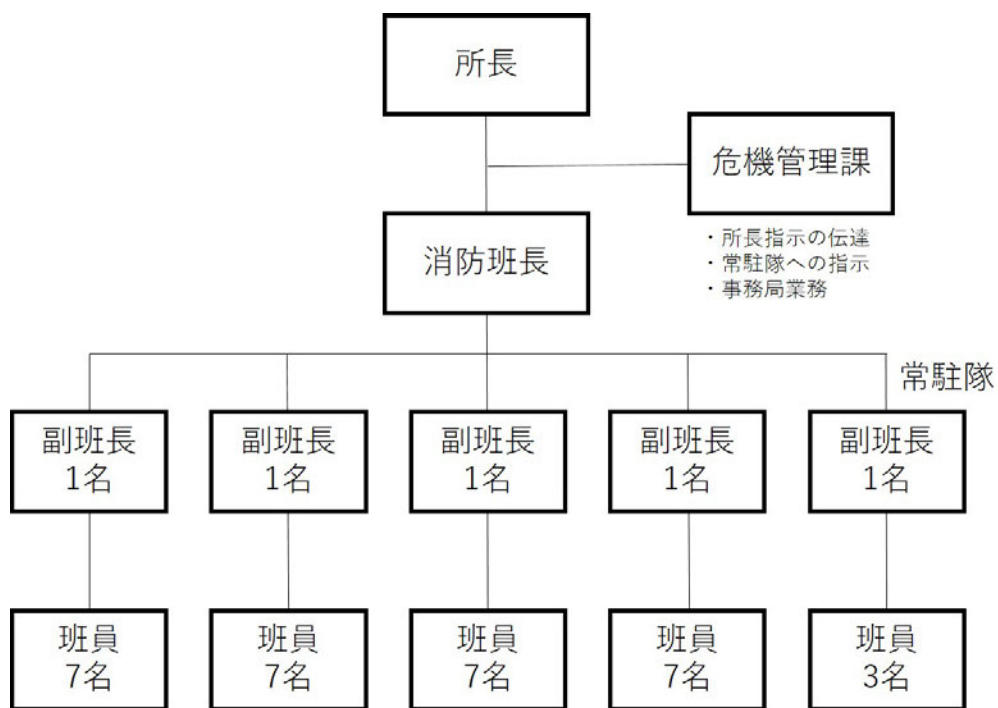 所長
危機管理課
・所長指示の伝達
・常駐隊への指示
・事務局業務
消防班長
常駐隊
副班長
1名
副班長
1名
副班長
1名
副班長
1名
副班長
1名
班員
7名
班員
7名
班員
7名
班員
7名
班員
3名